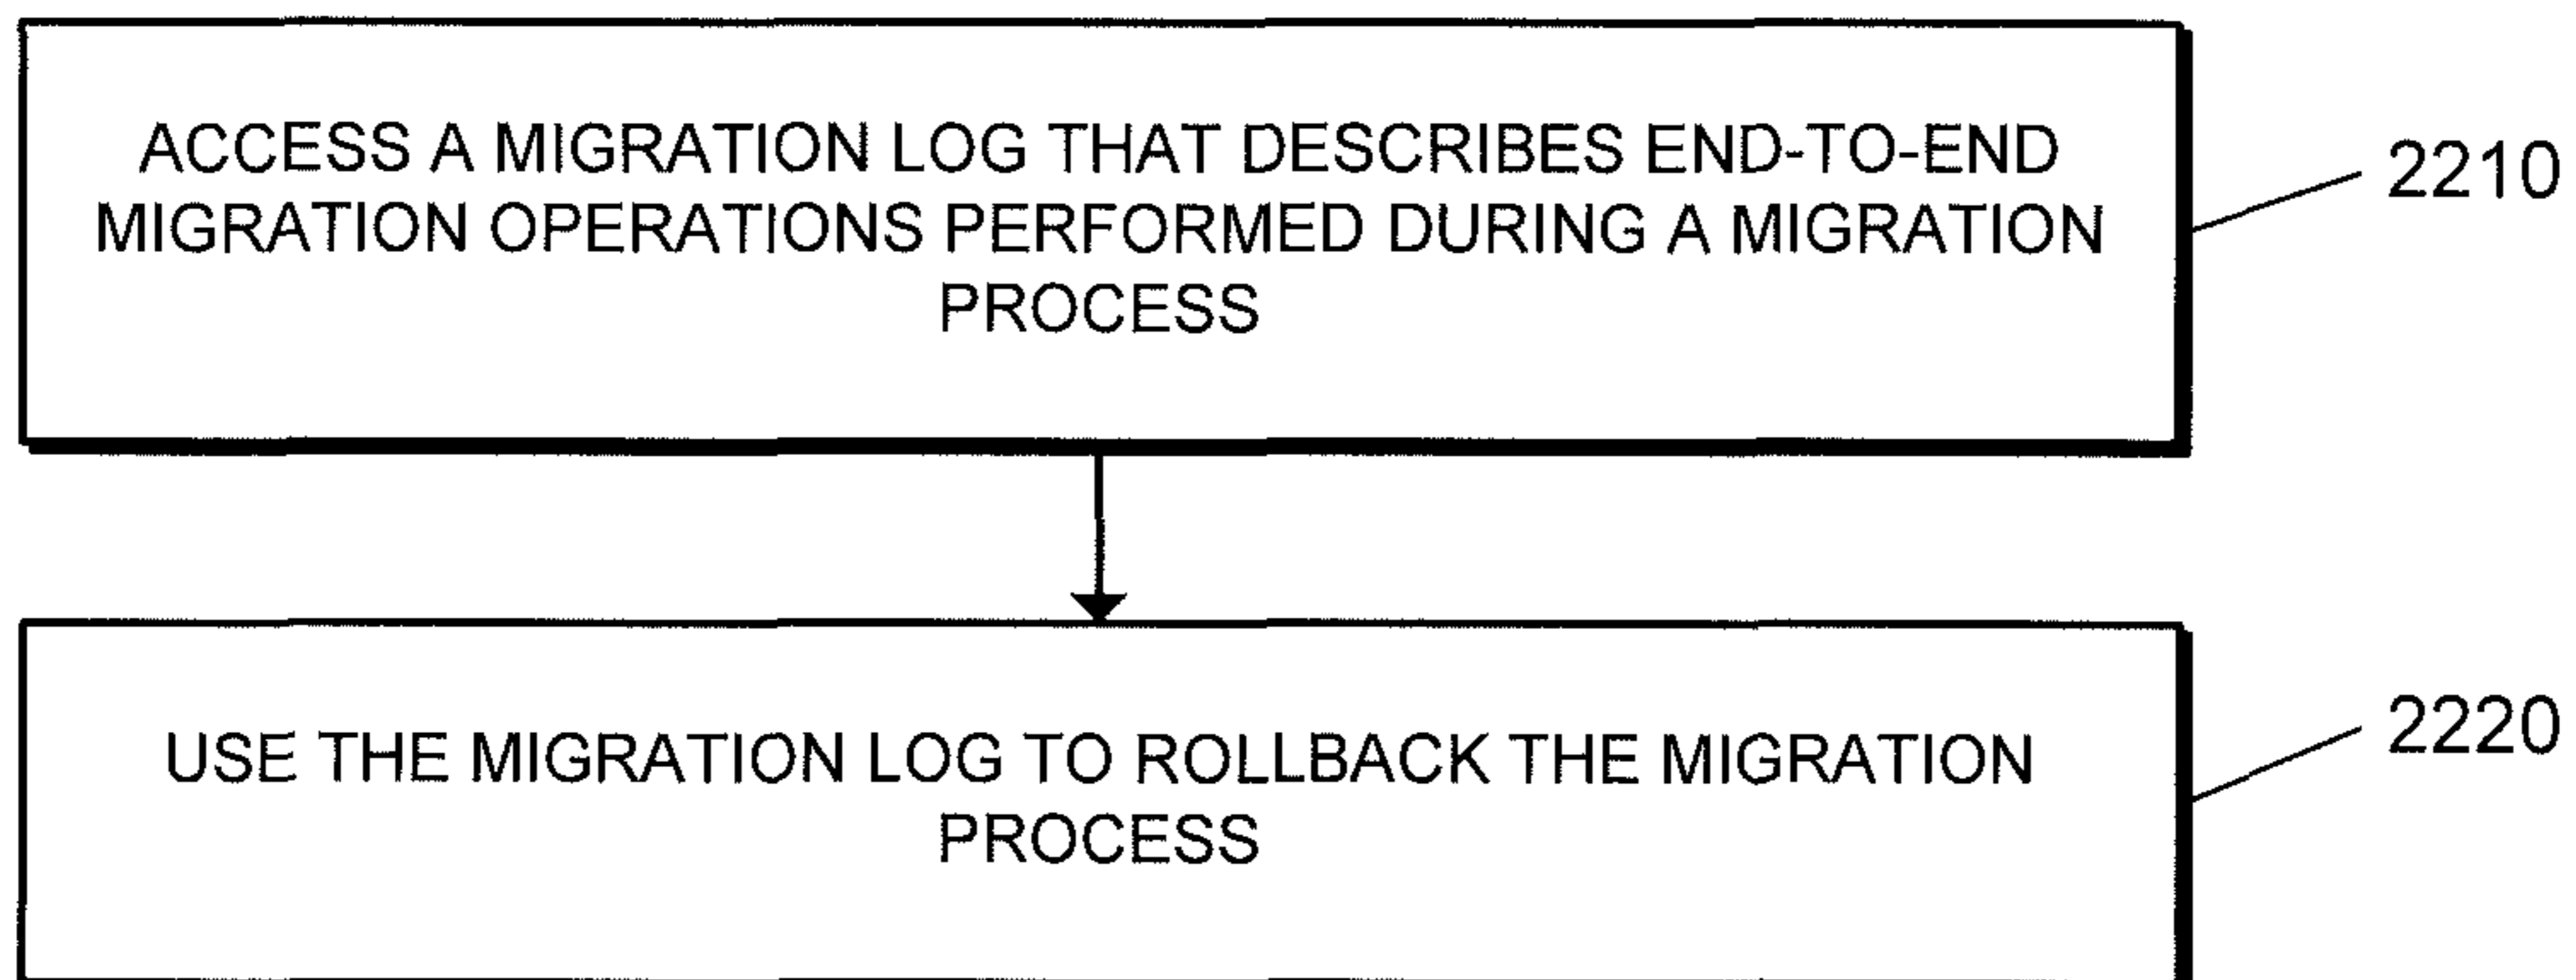 ACCESS A MIGRATION LOG THAT DESCRIBES END-TO-END
MIGRATION OPERATIONS PERFORMED DURING A MIGRATION
PROCESS
2210
USE THE MIGRATION LOG TO ROLLBACK THE MIGRATION
PROCESS
2220